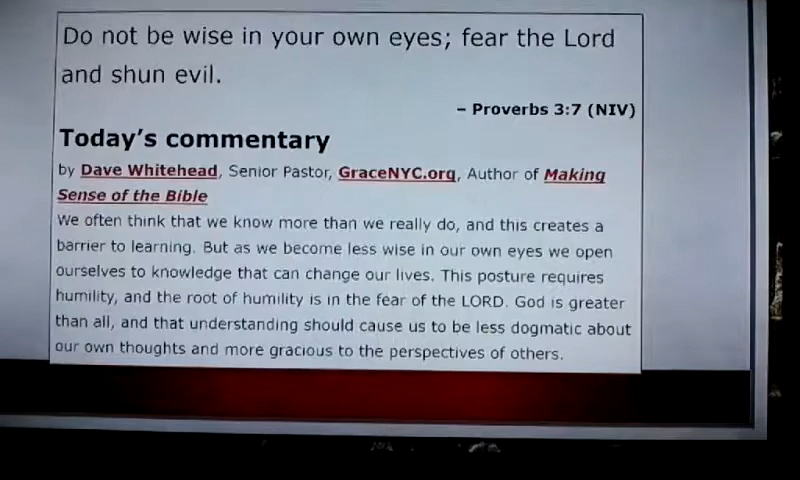 Do not be wise in your own eyes; fear the Lord
and shun evil.
– Proverbs 3:7 (NIV)
Today's commentary
by Dave Whitehead, Senior Pastor, GraceNYC.org, Author of Making
Sense of the Bible
We often think that we know more than we really do, and this creates a
barrier to learning. But as we become less wise in our own eyes we open
ourselves to knowledge that can change our lives. This posture requires
humility, and the root of humility is in the fear of the LORD. God is greater
than all, and that understanding should cause us to be less dogmatic about
our own thoughts and more gracious to the perspectives of others.